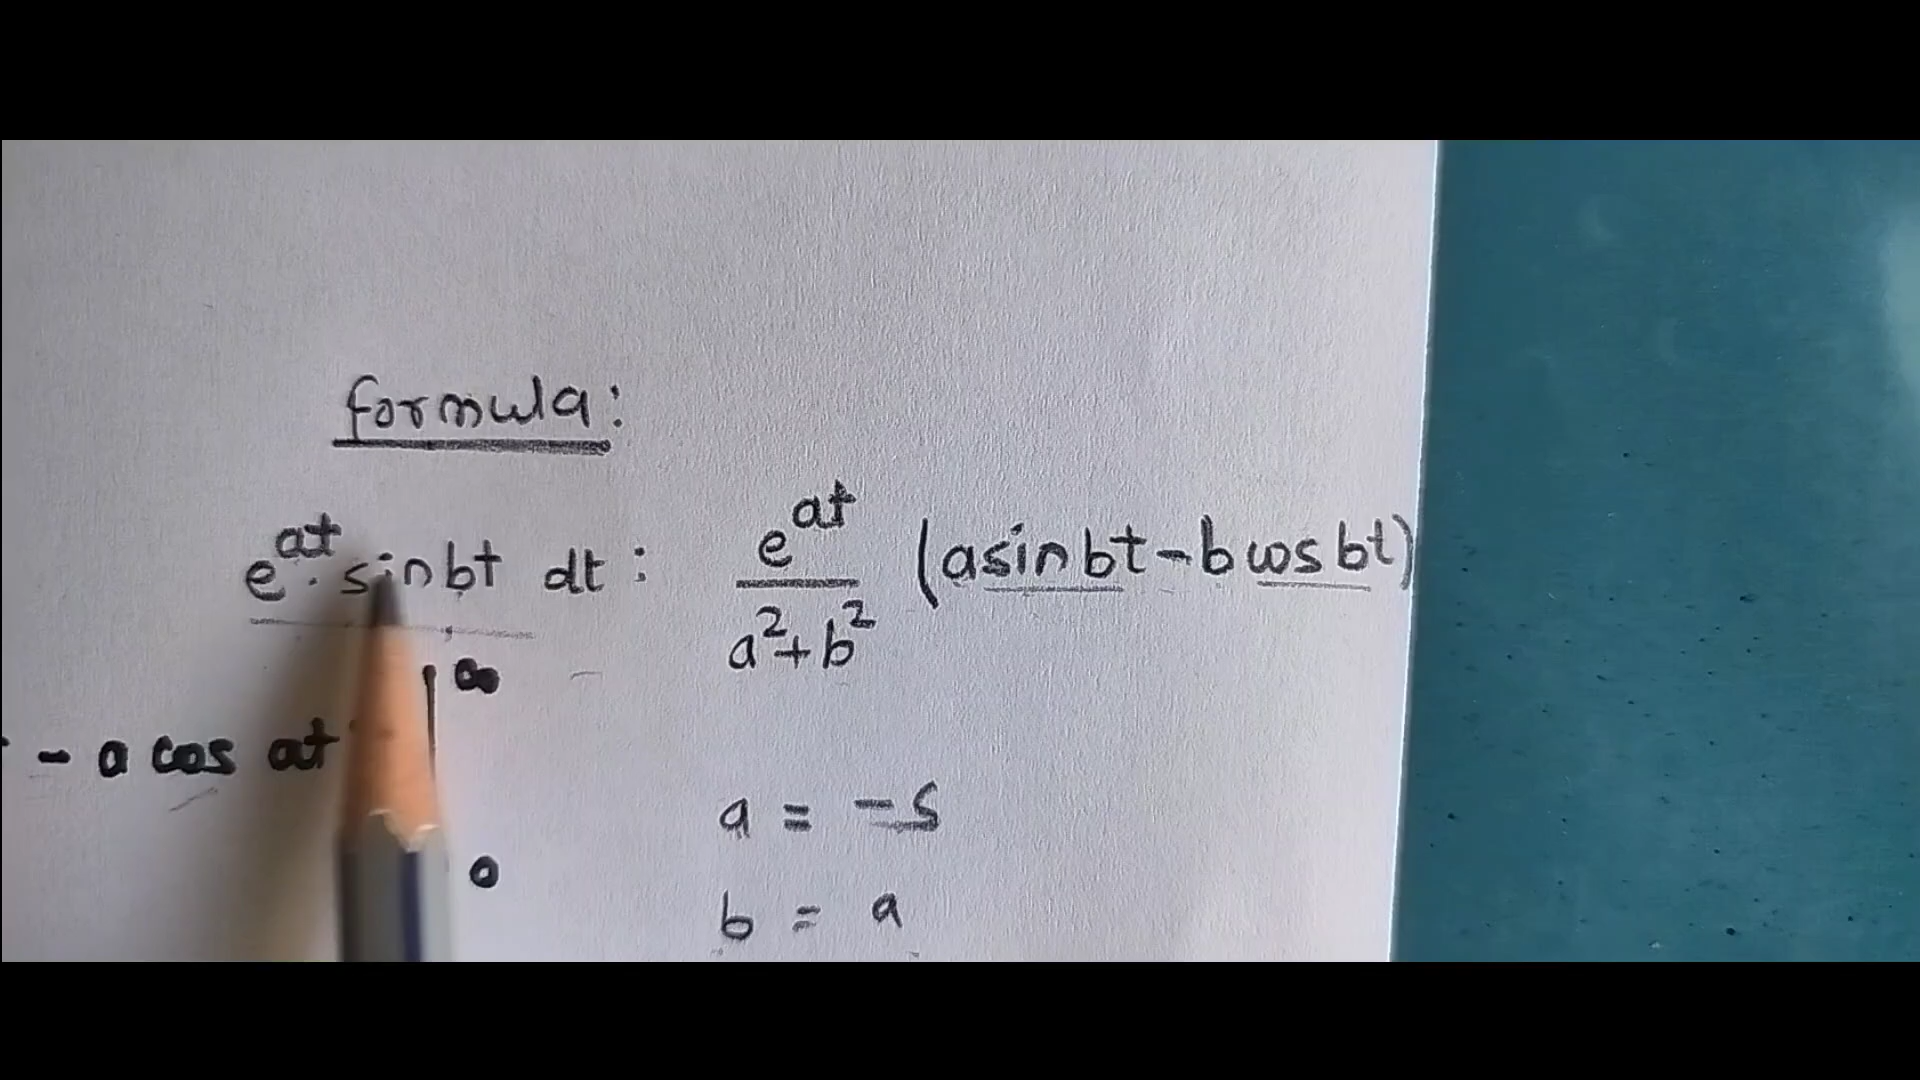 formula:
e^at . sin bt dt : e^at / a²+b² (a sin bt - b cos bt)
∞
- a cos at
a = -s
0
b = a